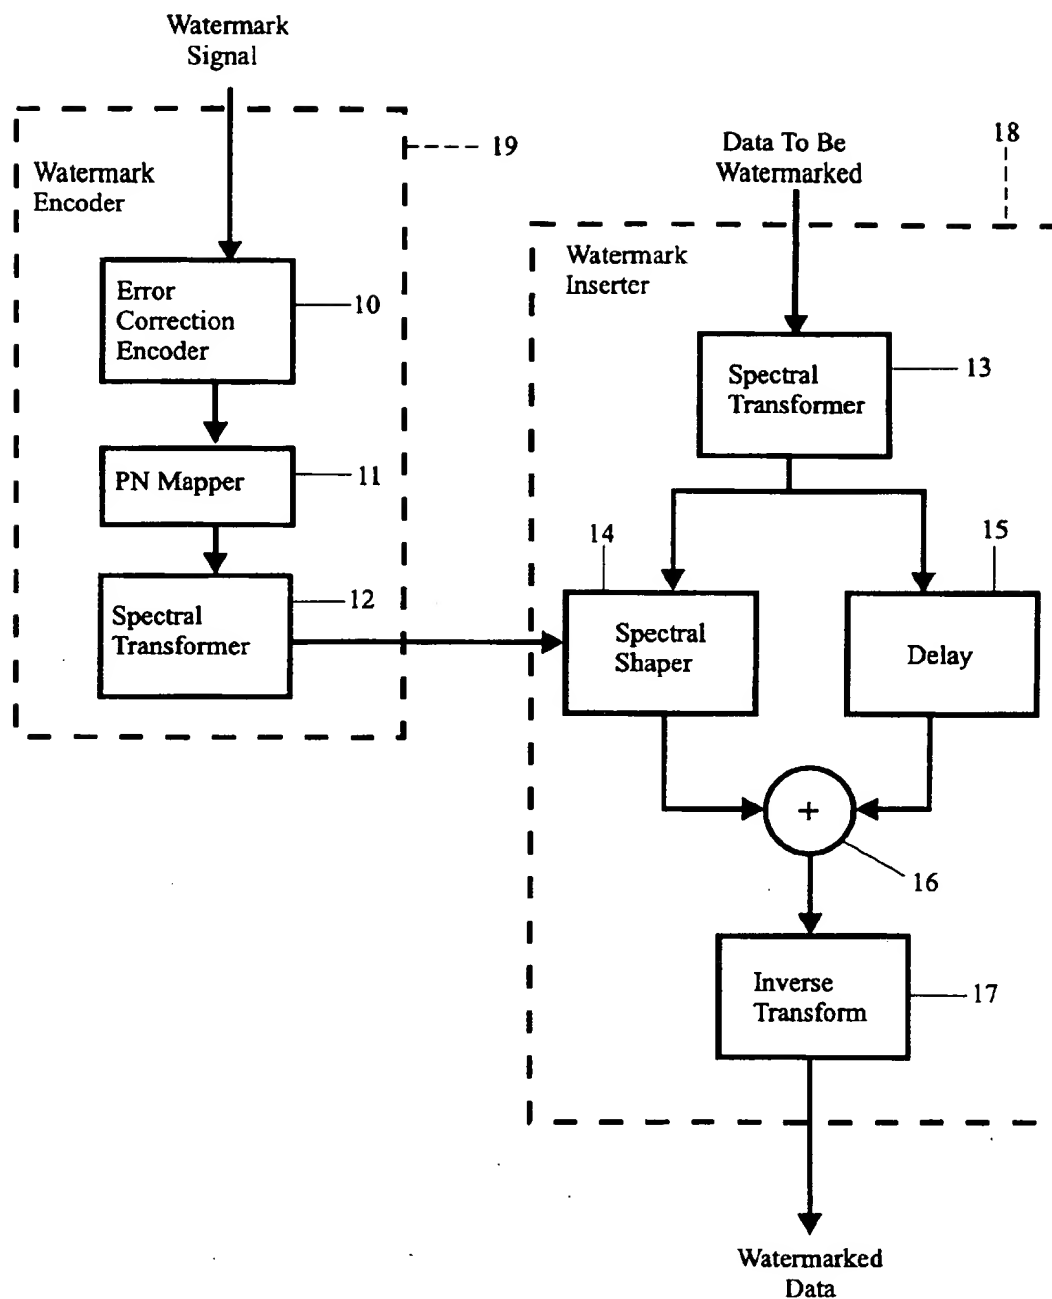 Watermark
Signal
19
Watermark
Encoder
Error
Correction
Encoder
10
PN Mapper
11
Spectral
Transformer
12
18
Data To Be
Watermarked
Watermark
Inserter
Spectral
Transformer
13
14
15
Spectral
Shaper
Delay
+
16
Inverse
Transform
17
Watermarked
Data